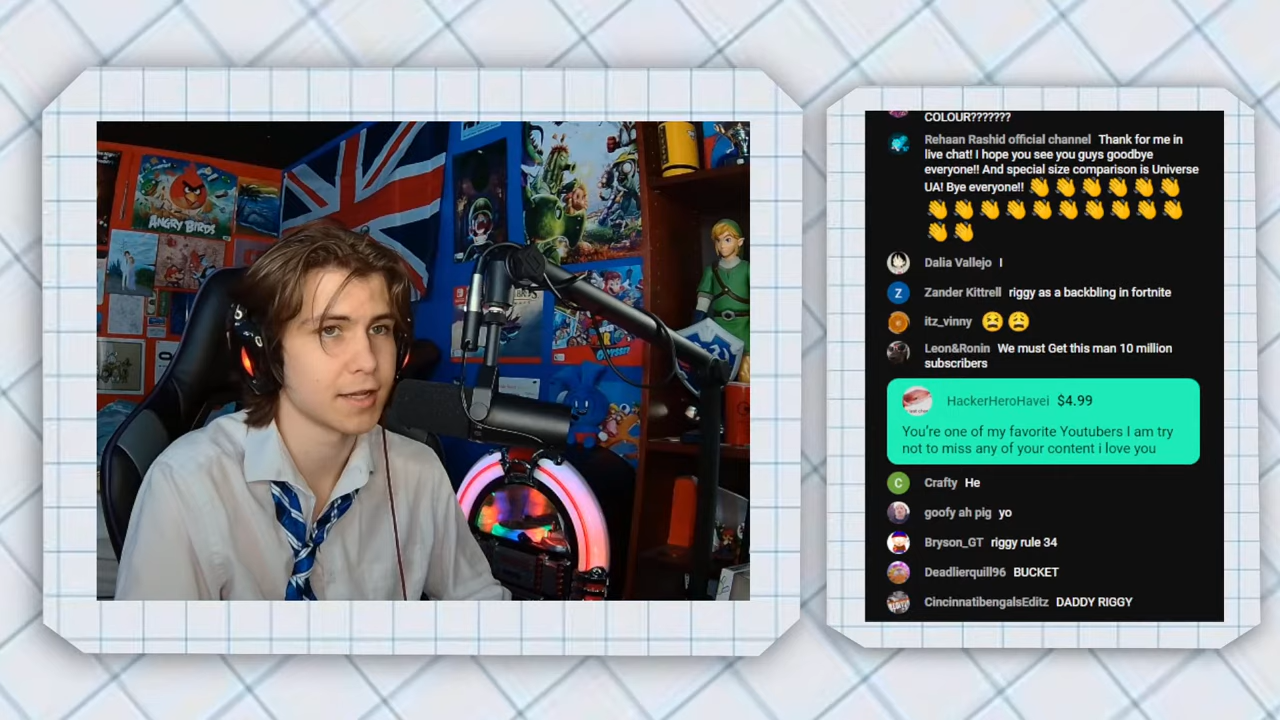 COLOUR???????
Rehaan Rashid official channel Thank for me in
live chat! I hope you see you guys goodbye
everyone!! And special size comparison is Universe
UA! Bye everyone!! 👋👋👋👋👋👋
👋👋👋👋👋👋👋👋👋👋
👋👋
Dalia Vallejo I
Z
Zander Kittrell riggy as a backbling in fortnite
itz_vinny 😫😩
Leon&Ronin We must Get this man 10 million
subscribers
HackerHeroHavei $4.99
You're one of my favorite Youtubers I am try
not to miss any of your content i love you
C
Crafty He
goofy ah pig yo
Bryson_GT riggy rule 34
Deadlierquill96 BUCKET
CincinnatibengalsEditz DADDY RIGGY
ANGRY BIRDS
ODYSSEY